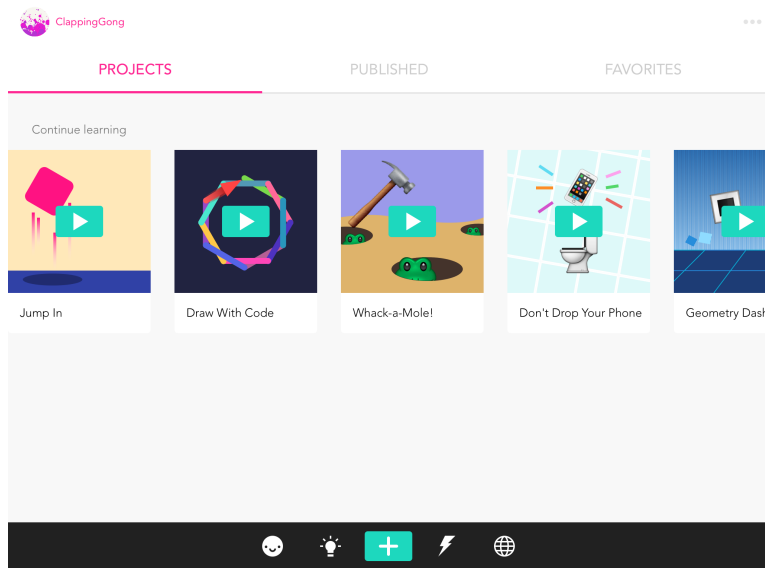 ClappingGong
PROJECTS
PUBLISHED
FAVORITES
Continue learning
Jump In
Draw With Code
Whack-a-Mole!
Don't Drop Your Phone
Geometry Dash